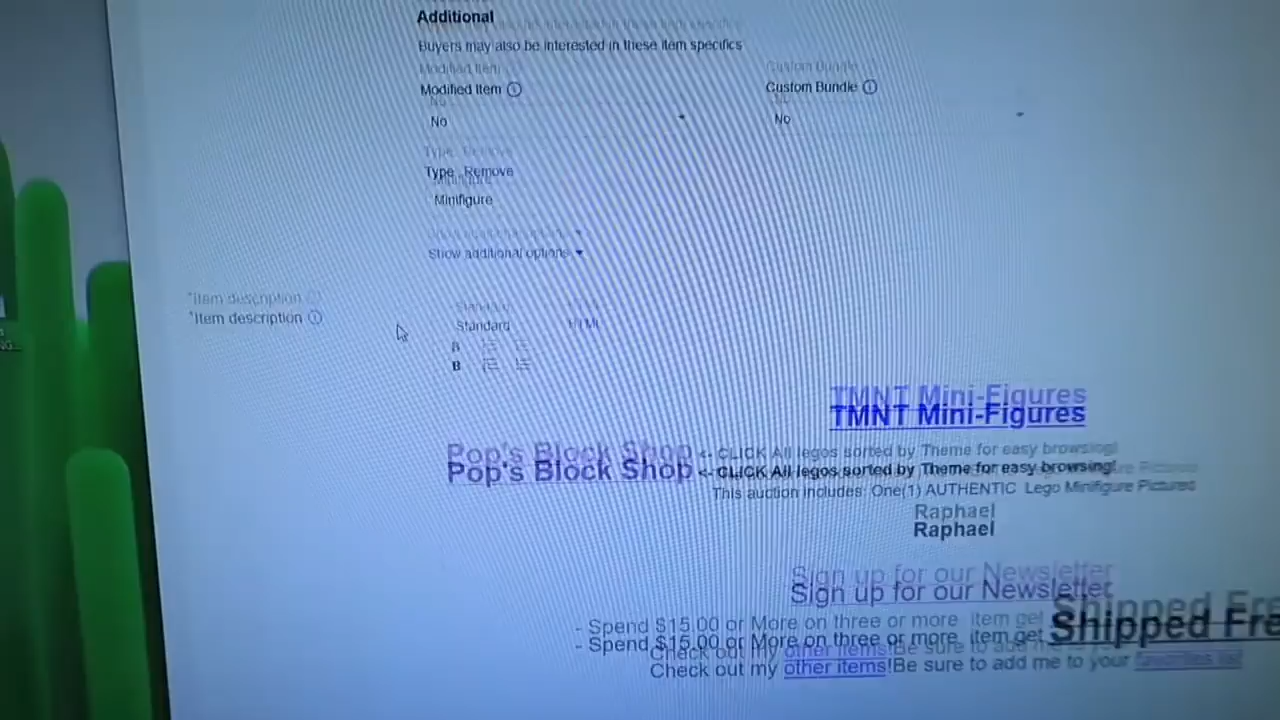 Additional
Buyers may also be interested in these item specifics
Modified Item
Custom Bundle
No
No
Type Remove
Minifigure
Show additional options
*Item description
Standard
HTML
B
TMNT Mini-Figures
Pop's Block Shop <- CLICK All legos sorted by Theme for easy browsing!
This auction includes: One(1) AUTHENTIC Lego Minifigure Pictures
Raphael
Sign up for our Newsletter
- Spend $15.00 or More on three or more item get Shipped Fre
Check out my other items!Be sure to add me to your favorites list